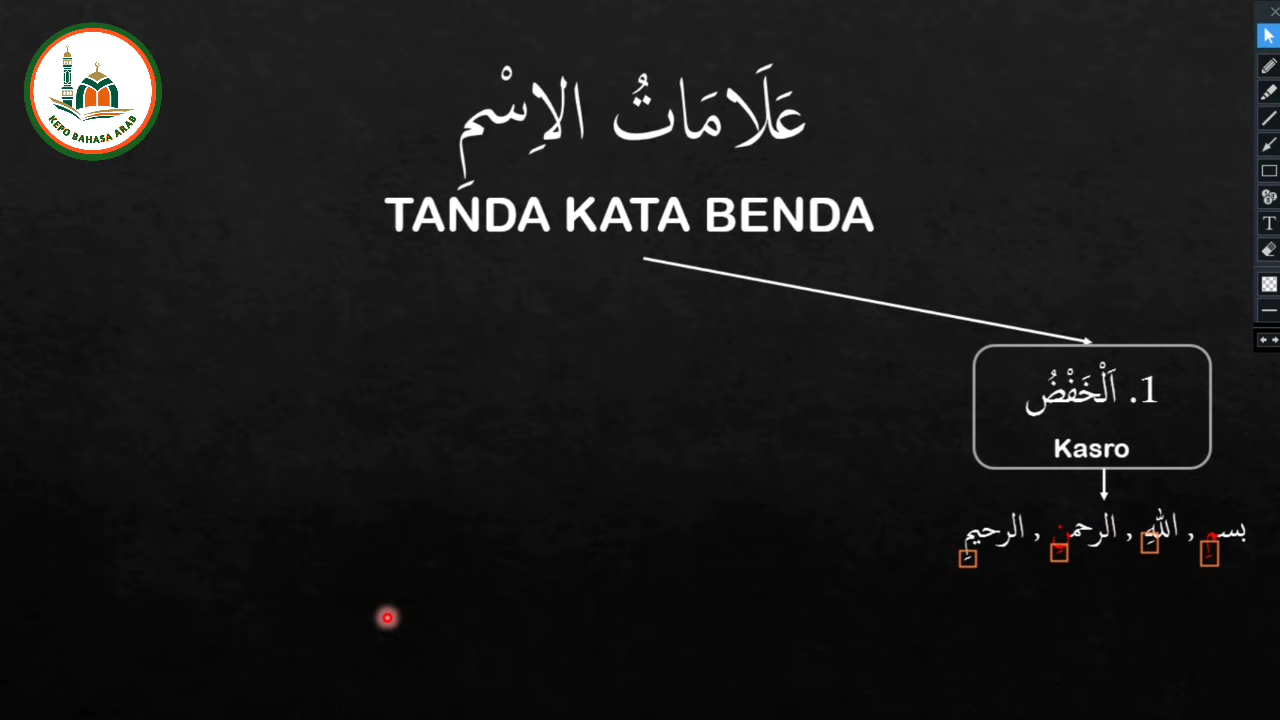 KEPO BAHASA ARAB
عَلَامَاتُ الاِسْمِ
TANDA KATA BENDA
1. اَلْخَفْضُ
Kasro
بسمِ , اللهِ , الرحمنِ , الرحيمِ